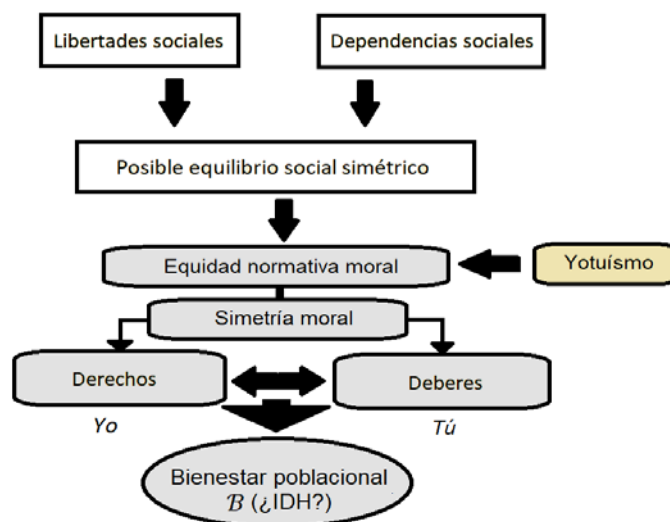 Libertades sociales
Dependencias sociales
Posible equilibrio social simétrico
Equidad normativa moral
Yotuísmo
Simetría moral
Derechos
Deberes
Yo
Tú
Bienestar poblacional
ℬ (¿IDH?)